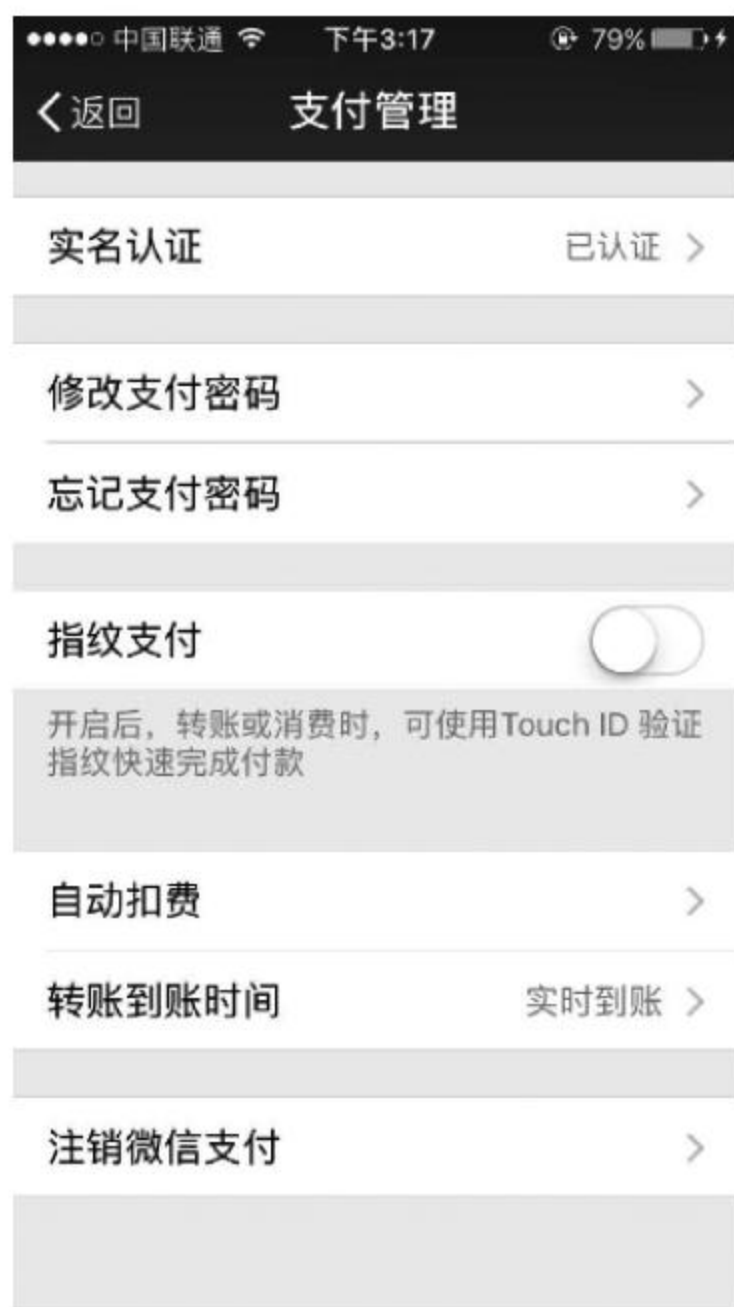 中国联通 下午3:17 79%
返回 支付管理
实名认证 已认证
修改支付密码
忘记支付密码
指纹支付
开启后，转账或消费时，可使用Touch ID 验证
指纹快速完成付款
自动扣费
转账到账时间 实时到账
注销微信支付